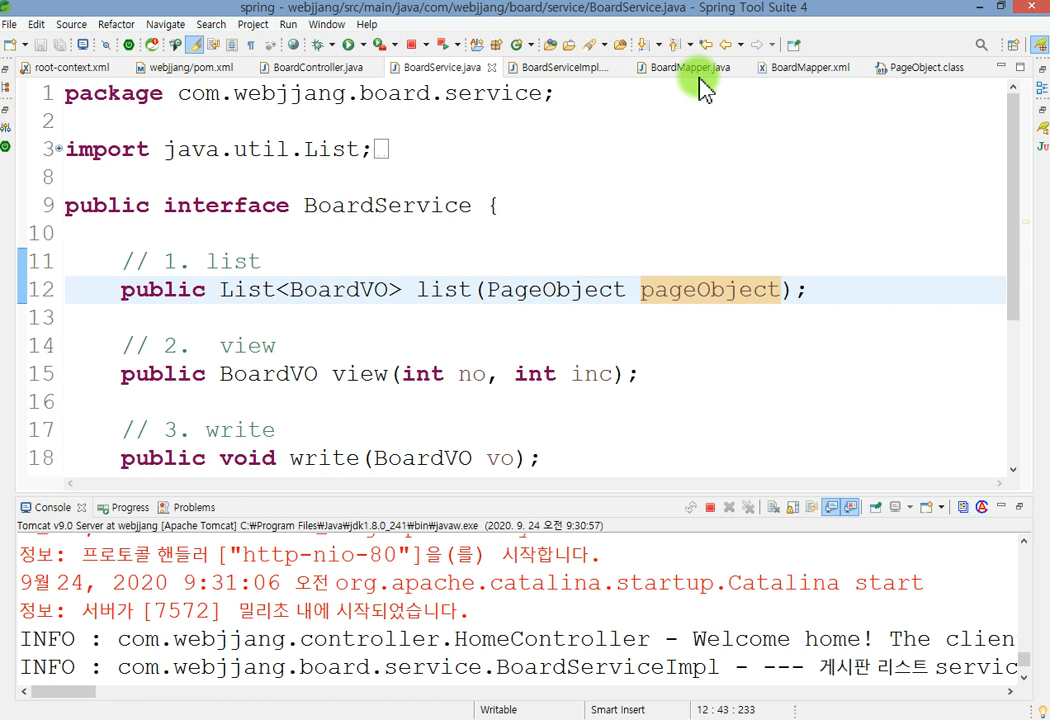 spring - webjjang/src/main/java/com/webjjang/board/service/BoardService.java - Spring Tool Suite 4
File Edit Source Refactor Navigate Search Project Run Window Help
root-context.xml webjjang/pom.xml BoardController.java BoardService.java BoardServiceImpl.... BoardMapper.java BoardMapper.xml PageObject.class
1 package com.webjjang.board.service;
2
3 import java.util.List;
8
9 public interface BoardService {
10
11 // 1. list
12 public List<BoardVO> list(PageObject pageObject);
13
14 // 2. view
15 public BoardVO view(int no, int inc);
16
17 // 3. write
18 public void write(BoardVO vo);
Console Progress Problems
Tomcat v9.0 Server at webjjang [Apache Tomcat] C:₩Program Files₩Java₩jdk1.8.0_241₩bin₩javaw.exe (2020. 9. 24 오전 9:30:57)
정보: 프로토콜 핸들러 ["http-nio-80"]을(를) 시작합니다.
9월 24, 2020 9:31:06 오전 org.apache.catalina.startup.Catalina start
정보: 서버가 [7572] 밀리초 내에 시작되었습니다.
INFO : com.webjjang.controller.HomeController - Welcome home! The clien
INFO : com.webjjang.board.service.BoardServiceImpl - --- 게시판 리스트 servic
Writable Smart Insert 12 : 43 : 233